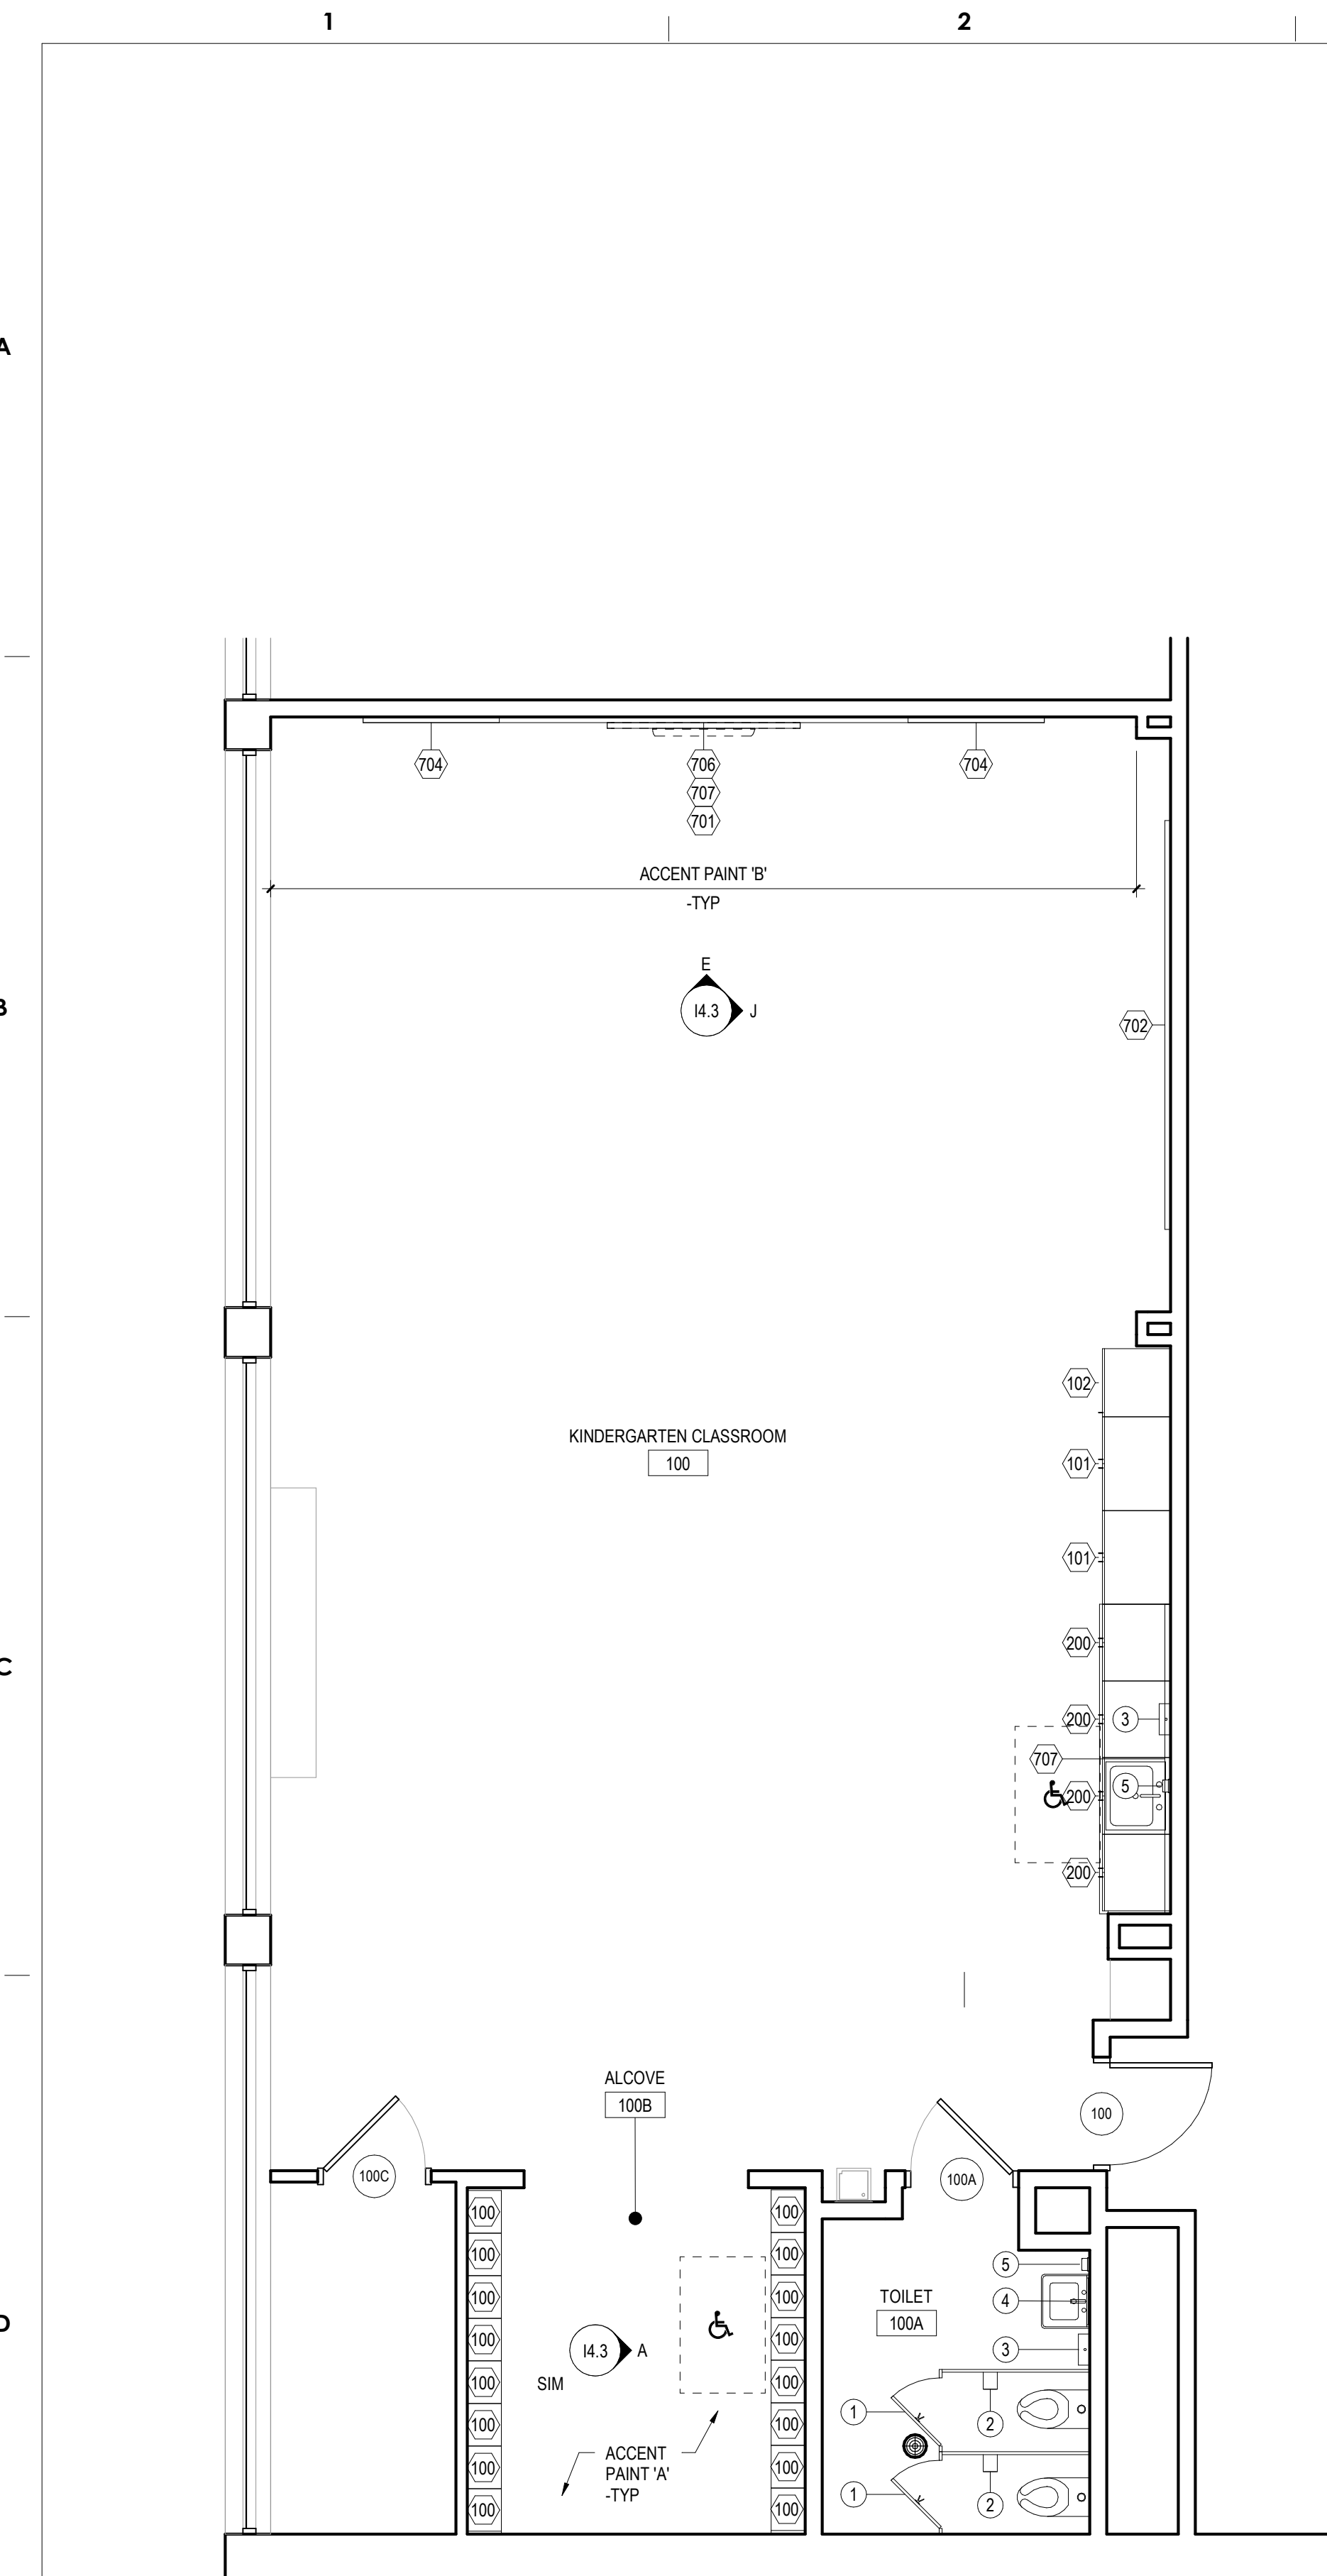 1
2
A
704
706
704
707
701
ACCENT PAINT 'B'
-TYP
E
B
I4.3
J
702
102
KINDERGARTEN CLASSROOM
100
101
101
C
200
200
3
707
5
200
200
ALCOVE
100B
100
100C
100A
100
100
100
100
5
100
100
TOILET
4
D
100A
100
100
I4.3
A
3
SIM
100
100
1
2
100
100
ACCENT
PAINT 'A'
-TYP
100
100
1
2
100
100